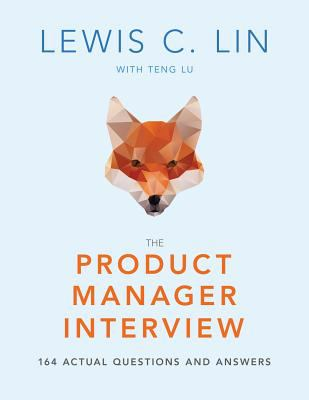 LEWIS C. LIN
WITH TENG LU
THE
PRODUCT
MANAGER
INTERVIEW
164 ACTUAL QUESTIONS AND ANSWERS